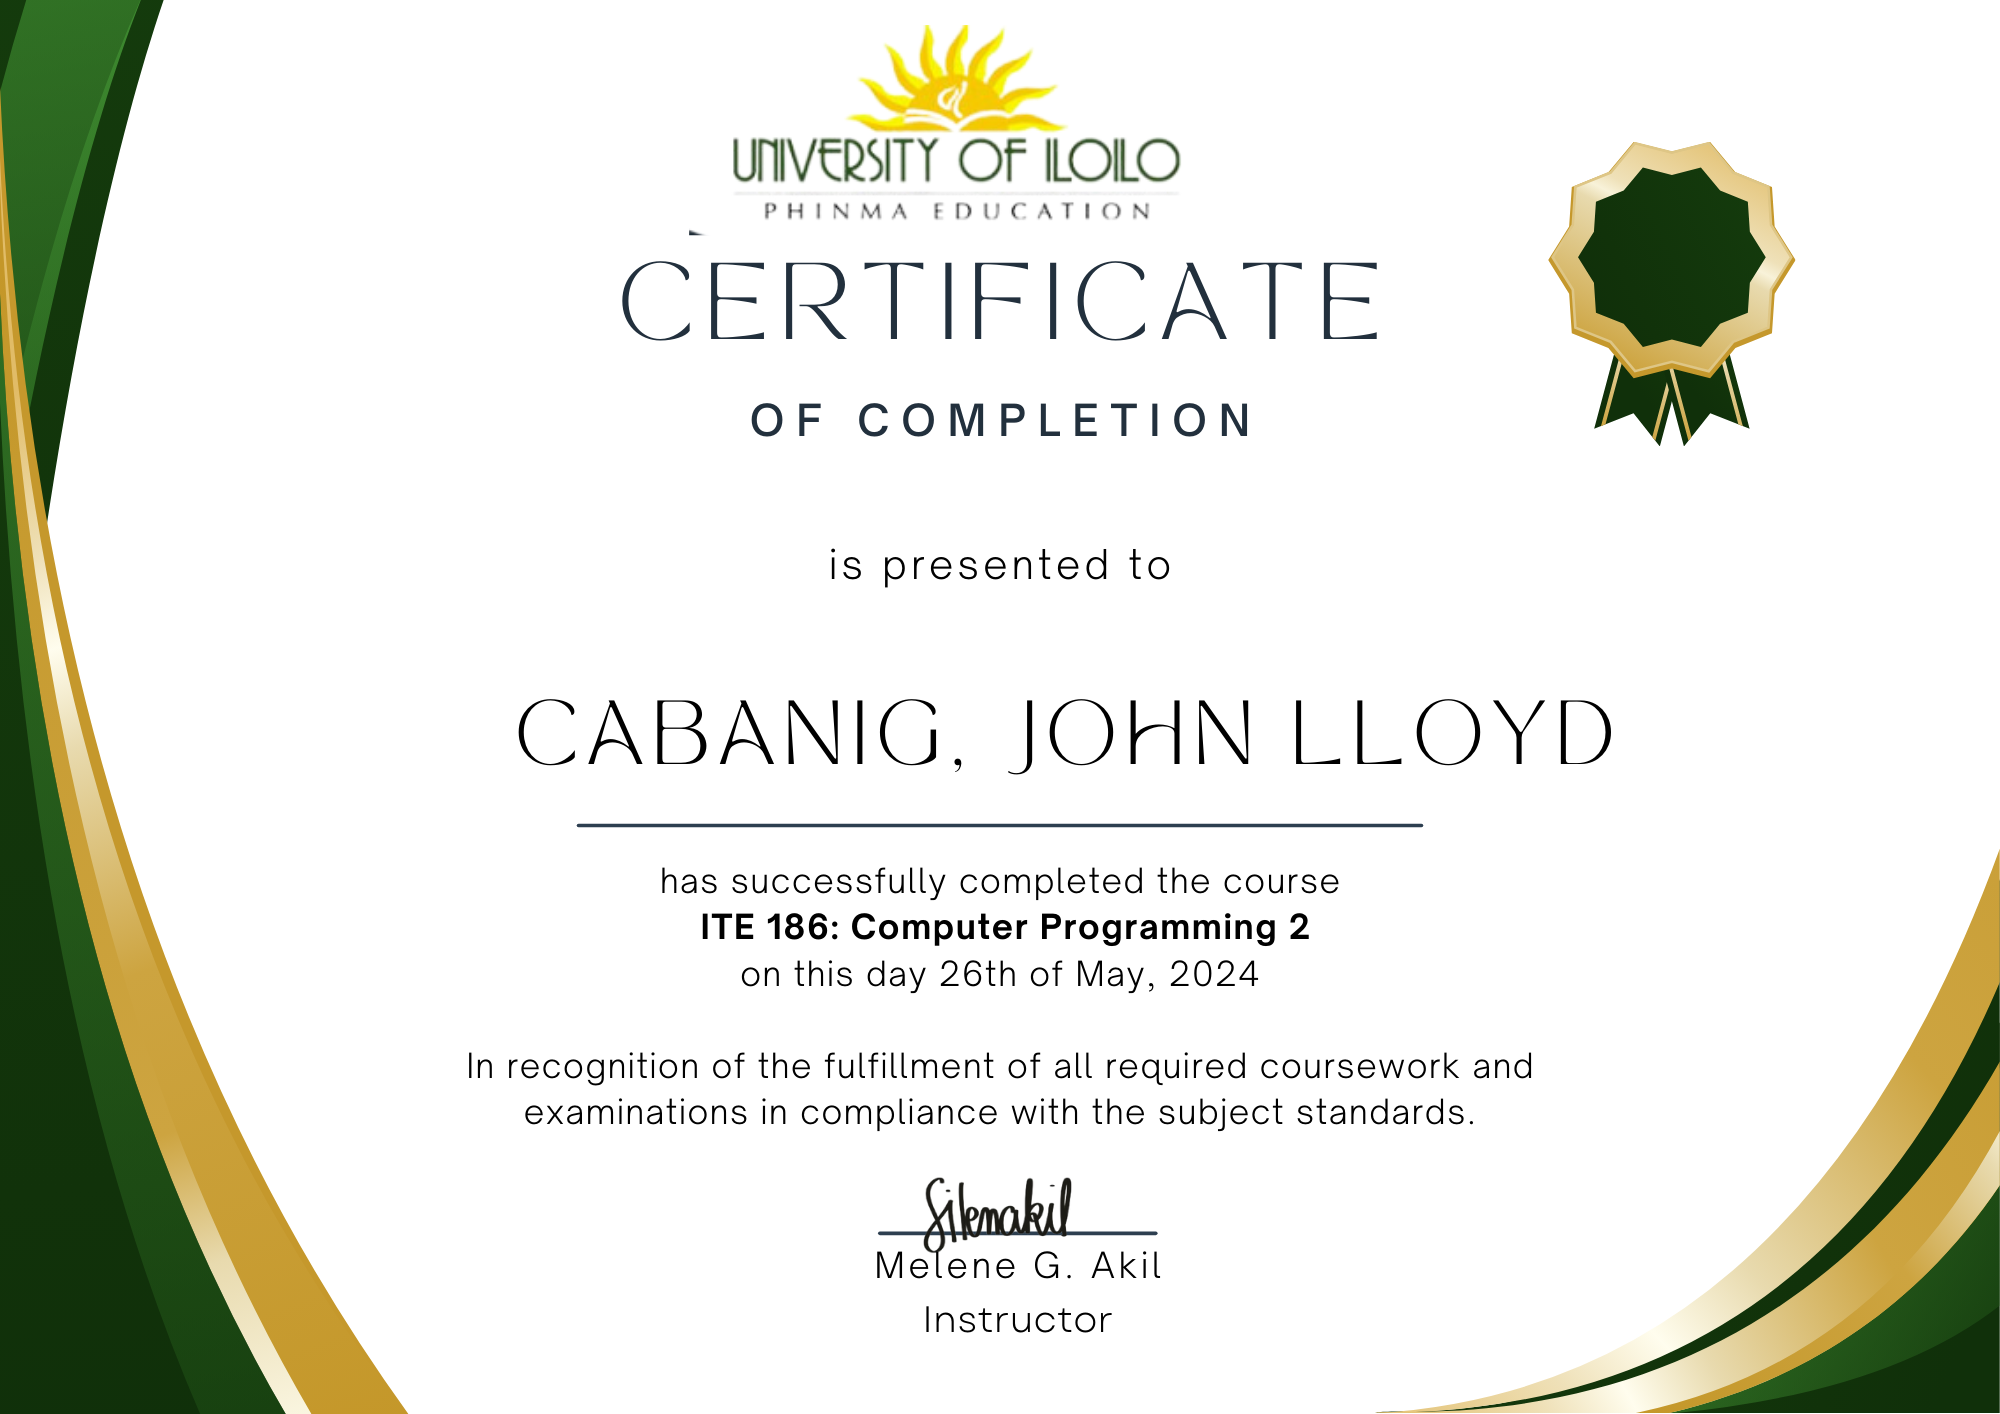 UNIVERSITY OF ILOILO
PHINMA EDUCATION
CERTIFICATE
OF COMPLETION
is presented to
CABANIG, JOHN LLOYD
has successfully completed the course
ITE 186: Computer Programming 2
on this day 26th of May, 2024
In recognition of the fulfillment of all required coursework and
examinations in compliance with the subject standards.
Melene G. Akil
Instructor